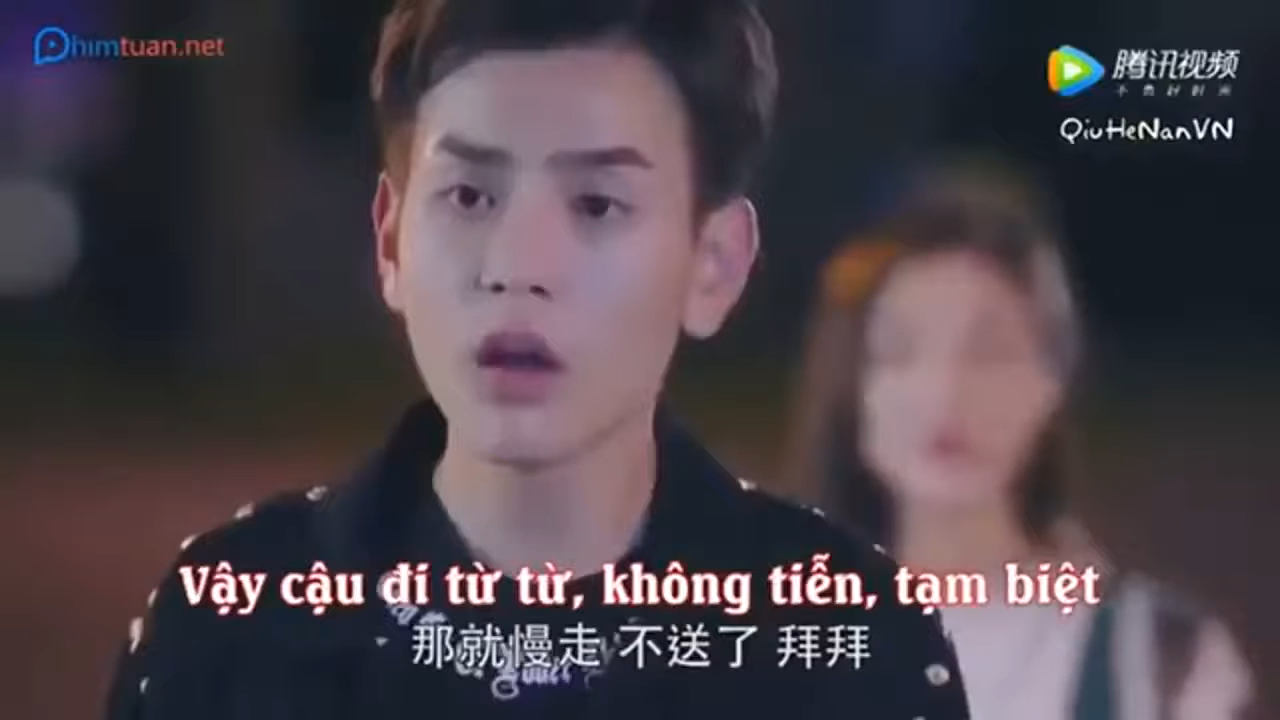 Phimtuan.net
腾讯视频
不负好时光
QiuHeNanVN
Vậy cậu đi từ từ, không tiễn, tạm biệt
那就慢走 不送了 拜拜